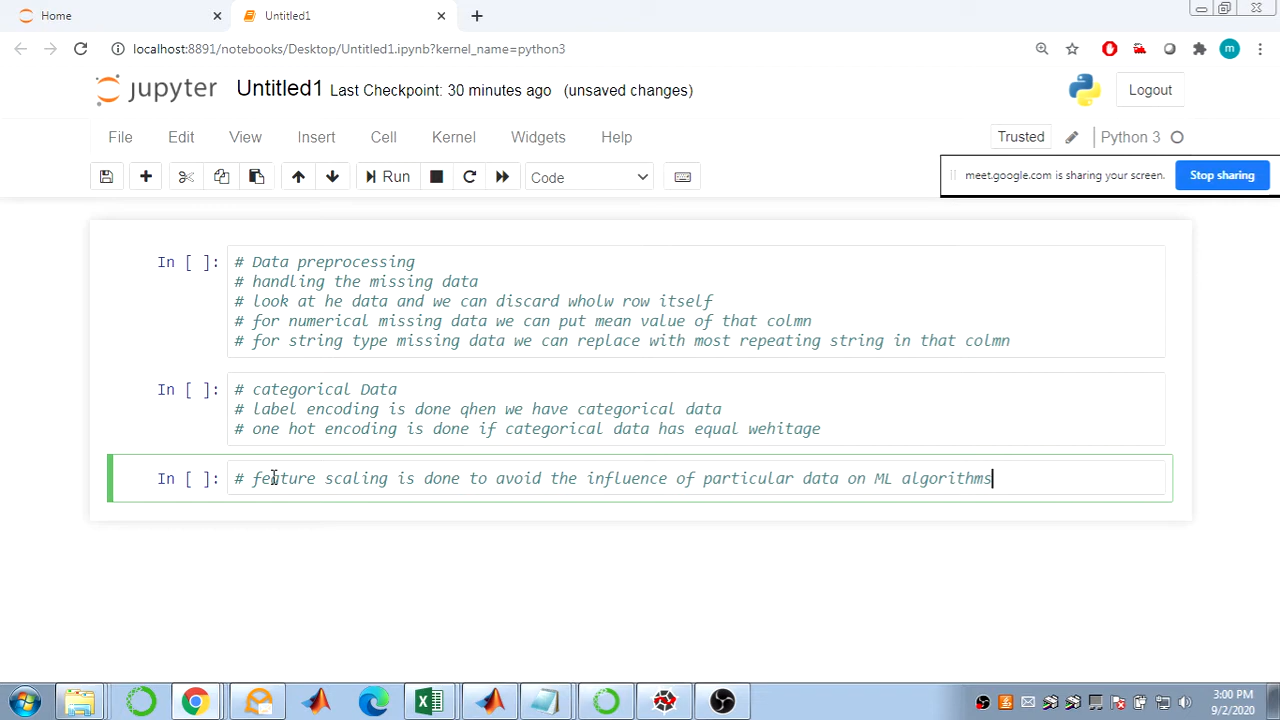 Home
Untitled1
localhost:8891/notebooks/Desktop/Untitled1.ipynb?kernel_name=python3
m
jupyter Untitled1 Last Checkpoint: 30 minutes ago (unsaved changes)
Logout
File Edit View Insert Cell Kernel Widgets Help
Trusted Python 3
Run Code
meet.google.com is sharing your screen. Stop sharing
In [ ]: # Data preprocessing
# handling the missing data
# look at he data and we can discard wholw row itself
# for numerical missing data we can put mean value of that colmn
# for string type missing data we can replace with most repeating string in that colmn
In [ ]: # categorical Data
# label encoding is done qhen we have categorical data
# one hot encoding is done if categorical data has equal wehitage
In [ ]: # feature scaling is done to avoid the influence of particular data on ML algorithms
3:00 PM
9/2/2020